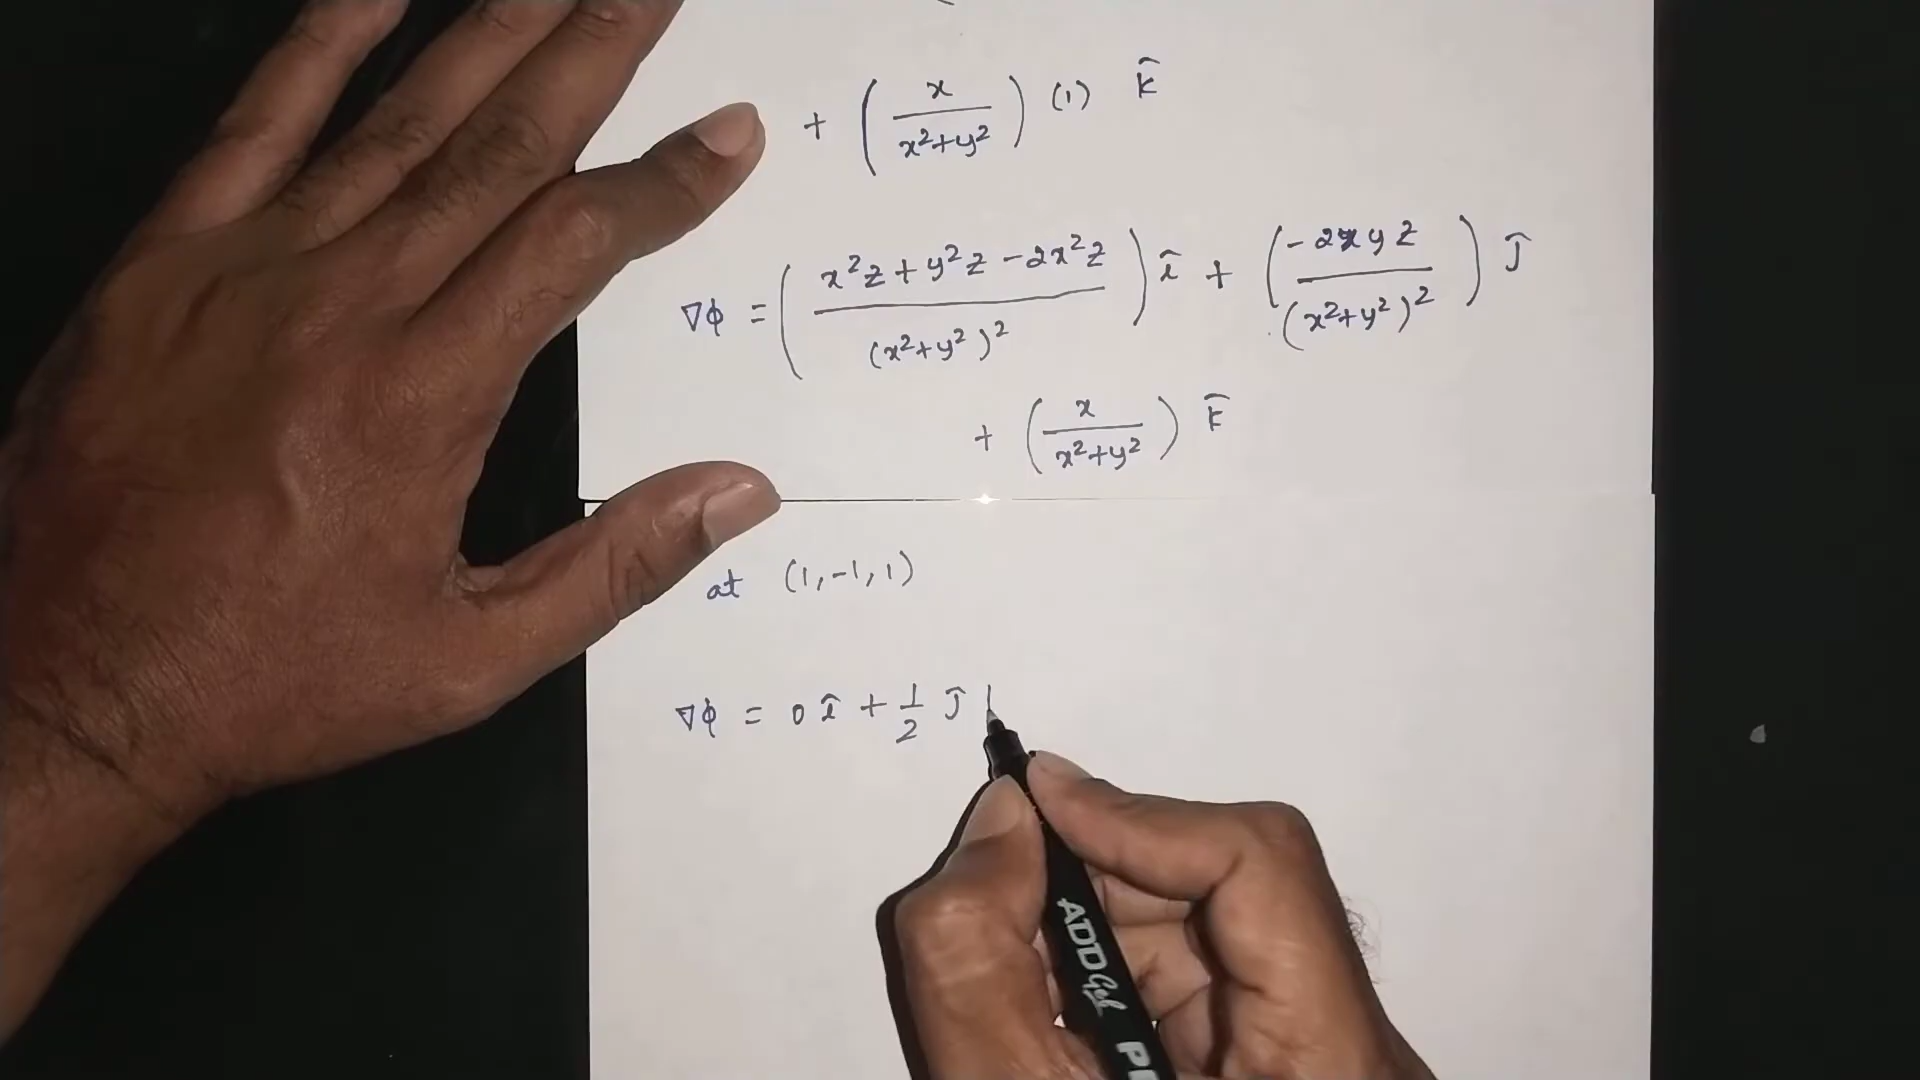 + (x/(x²+y²)) (1) k̂
∇φ = ((x²z + y²z - 2x²z)/(x²+y²)²) î + ((-2xyz)/(x²+y²)²) ĵ
+ (x/(x²+y²)) k̂
at (1,-1,1)
∇φ = 0 î + 1/2 ĵ
ADD Gel